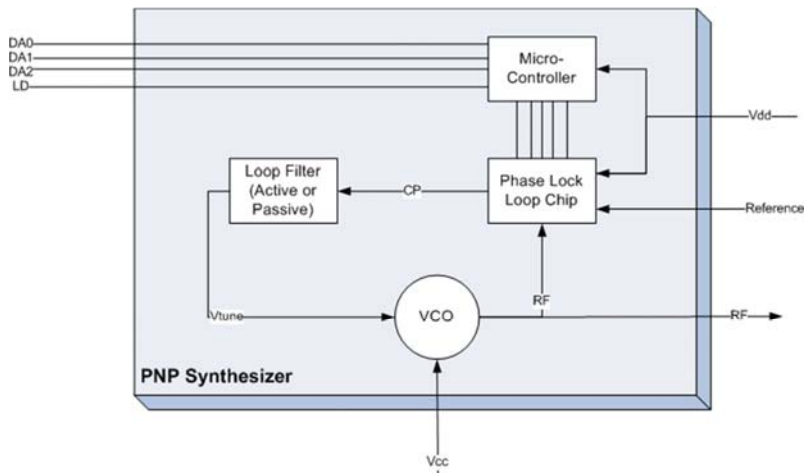 DA0
DA1
DA2
LD
Micro-
Controller
Vdd
Loop Filter
(Active or
Passive)
CP
Phase Lock
Loop Chip
Reference
RF
Vtune
VCO
RF
PNP Synthesizer
Vcc